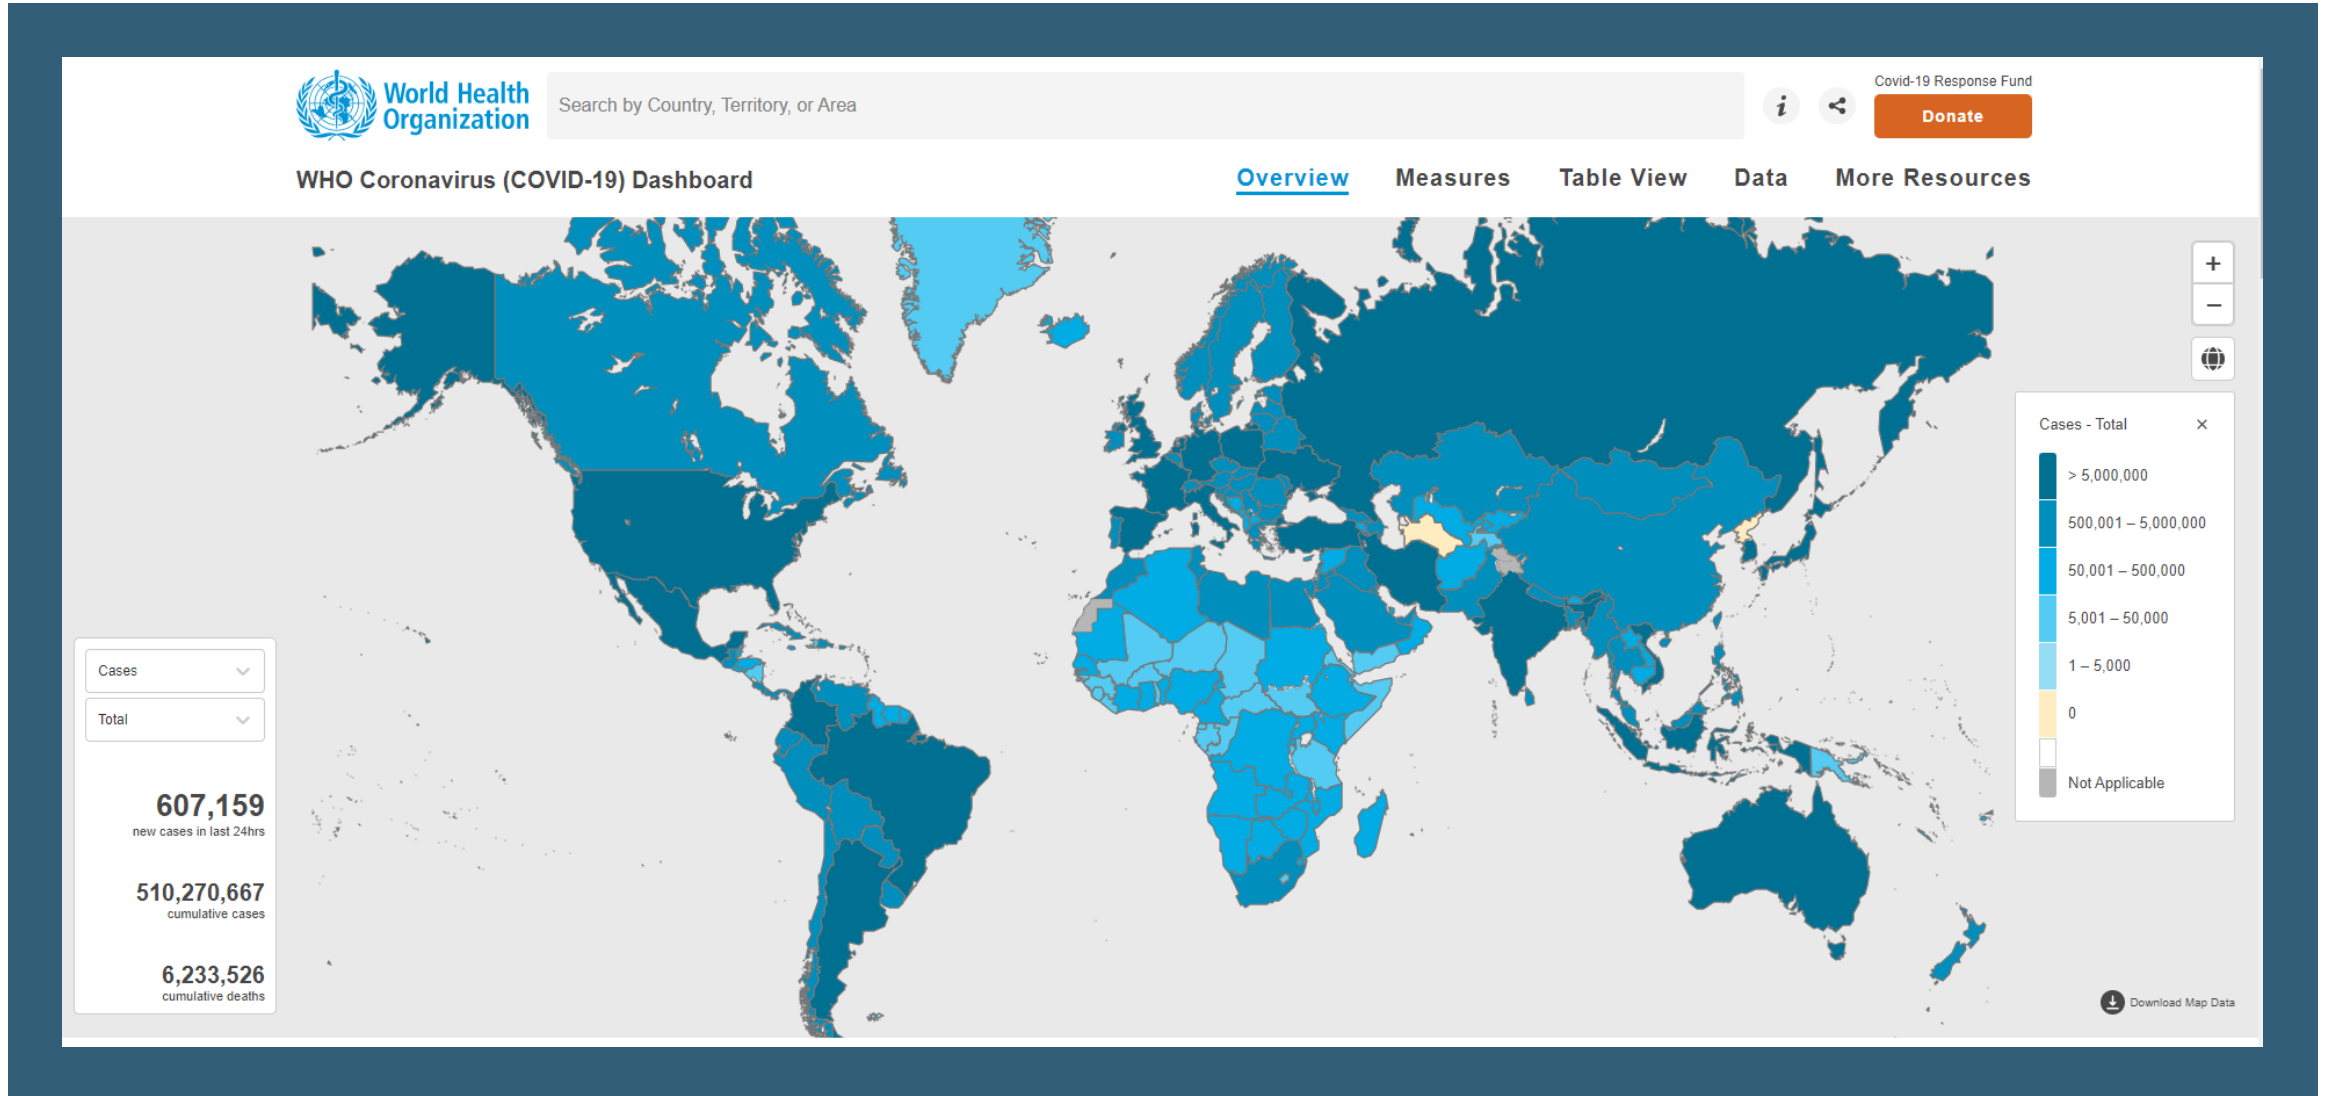 World Health
Organization
Search by Country, Territory, or Area
i
Covid-19 Response Fund
Donate
WHO Coronavirus (COVID-19) Dashboard
Overview
Measures
Table View
Data
More Resources
+
−
Cases - Total
×
> 5,000,000
500,001 – 5,000,000
50,001 – 500,000
5,001 – 50,000
1 – 5,000
0
Not Applicable
Cases
Total
607,159
new cases in last 24hrs
510,270,667
cumulative cases
6,233,526
cumulative deaths
Download Map Data